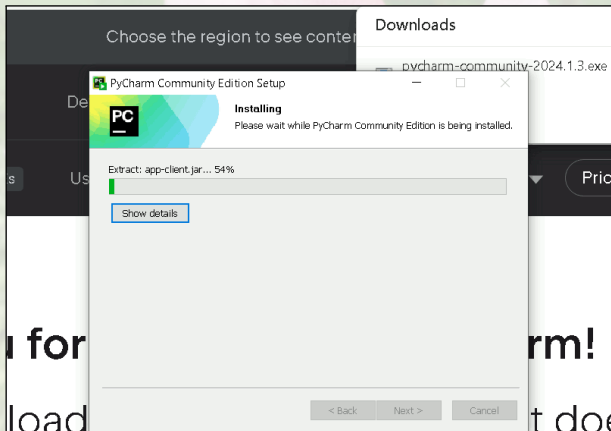 Choose the region to see conter
Downloads
pycharm-community-2024.1.3.exe
De
PyCharm Community Edition Setup
PC
Installing
Please wait while PyCharm Community Edition is being installed.
s
Us
Pric
Extract: app-client.jar... 54%
Show details
u for
rm!
< Back
Next >
Cancel
load
t doe